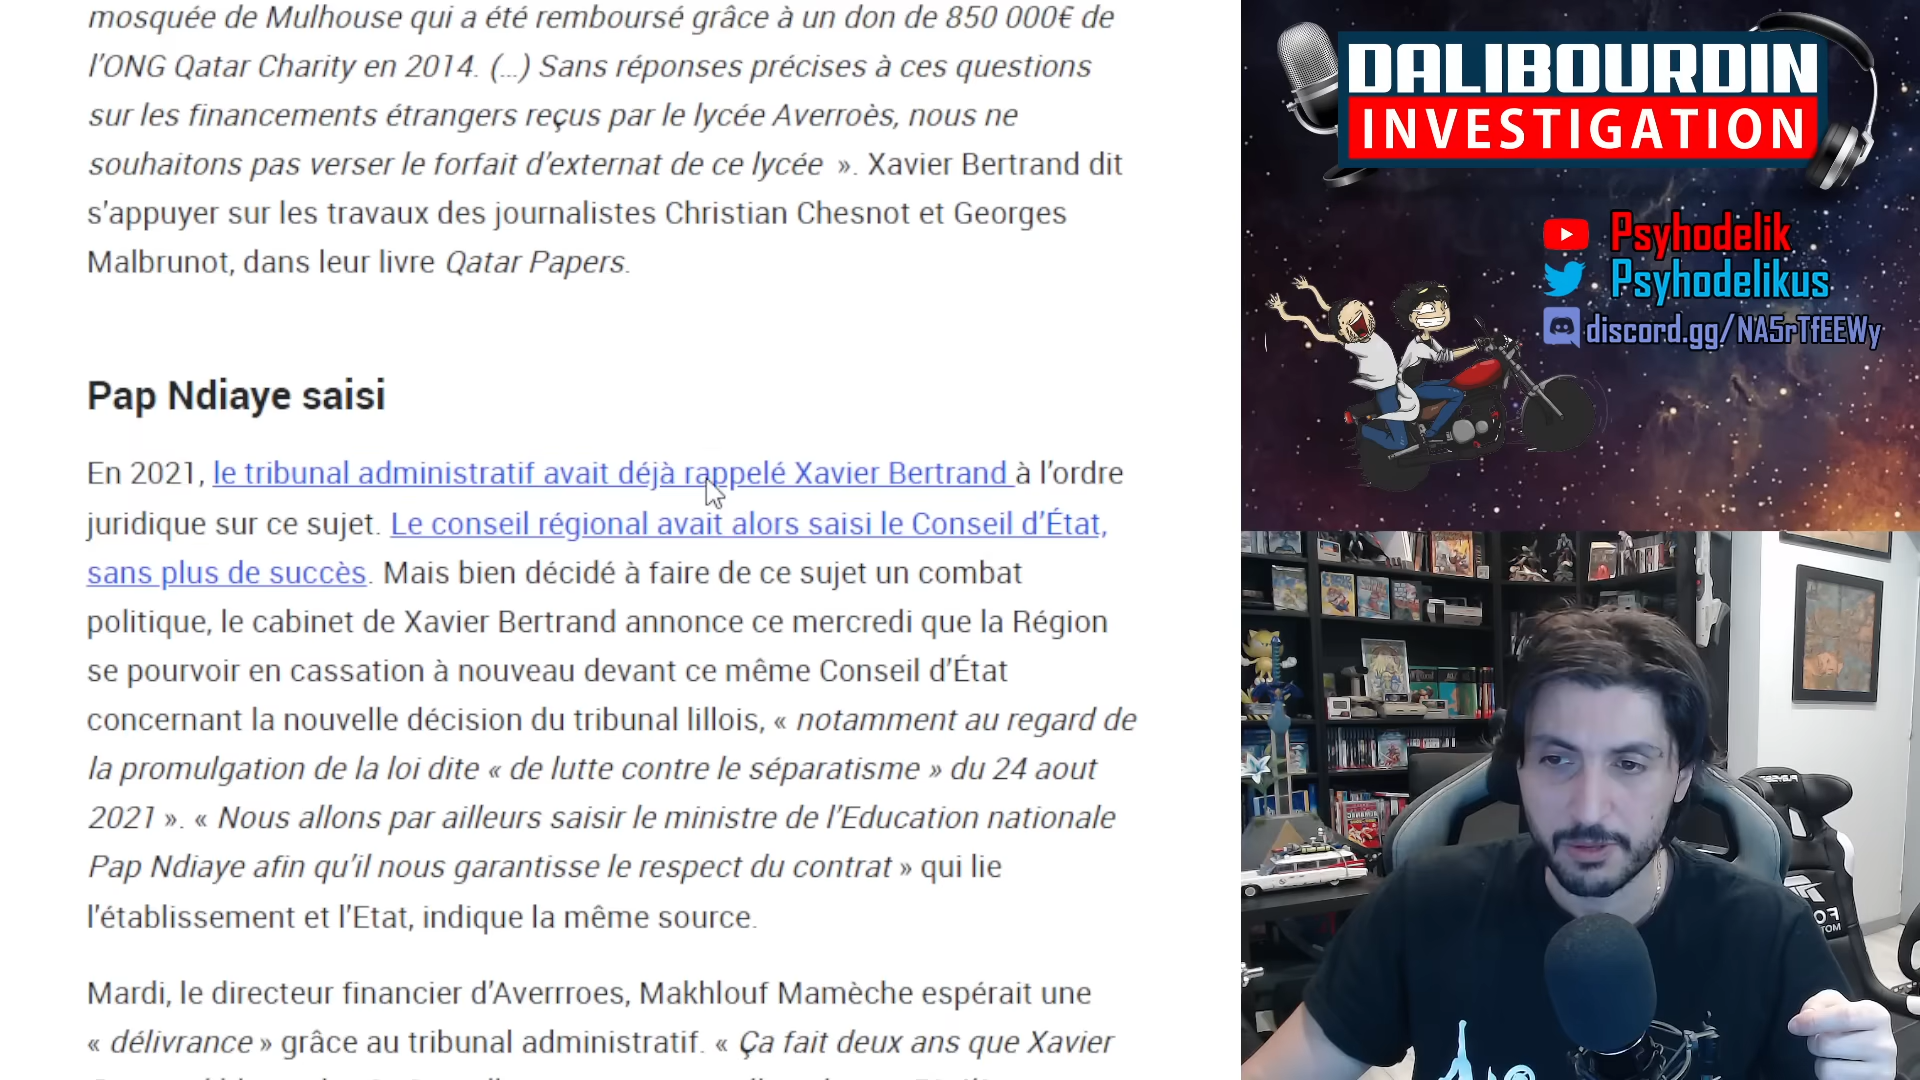 mosquée de Mulhouse qui a été remboursé grâce à un don de 850 000€ de
l'ONG Qatar Charity en 2014. (...) Sans réponses précises à ces questions
sur les financements étrangers reçus par le lycée Averroès, nous ne
souhaitons pas verser le forfait d'externat de ce lycée ». Xavier Bertrand dit
s'appuyer sur les travaux des journalistes Christian Chesnot et Georges
Malbrunot, dans leur livre Qatar Papers.
Pap Ndiaye saisi
En 2021, le tribunal administratif avait déjà rappelé Xavier Bertrand à l'ordre
juridique sur ce sujet. Le conseil régional avait alors saisi le Conseil d'État,
sans plus de succès. Mais bien décidé à faire de ce sujet un combat
politique, le cabinet de Xavier Bertrand annonce ce mercredi que la Région
se pourvoir en cassation à nouveau devant ce même Conseil d'État
concernant la nouvelle décision du tribunal lillois, « notamment au regard de
la promulgation de la loi dite « de lutte contre le séparatisme » du 24 aout
2021 ». « Nous allons par ailleurs saisir le ministre de l'Education nationale
Pap Ndiaye afin qu'il nous garantisse le respect du contrat » qui lie
l'établissement et l'Etat, indique la même source.
Mardi, le directeur financier d'Averrroes, Makhlouf Mamèche espérait une
« délivrance » grâce au tribunal administratif. « Ça fait deux ans que Xavier
DALIBOURDIN
INVESTIGATION
Psyhodelik
Psyhodelikus
discord.gg/NA5rTfEEWy